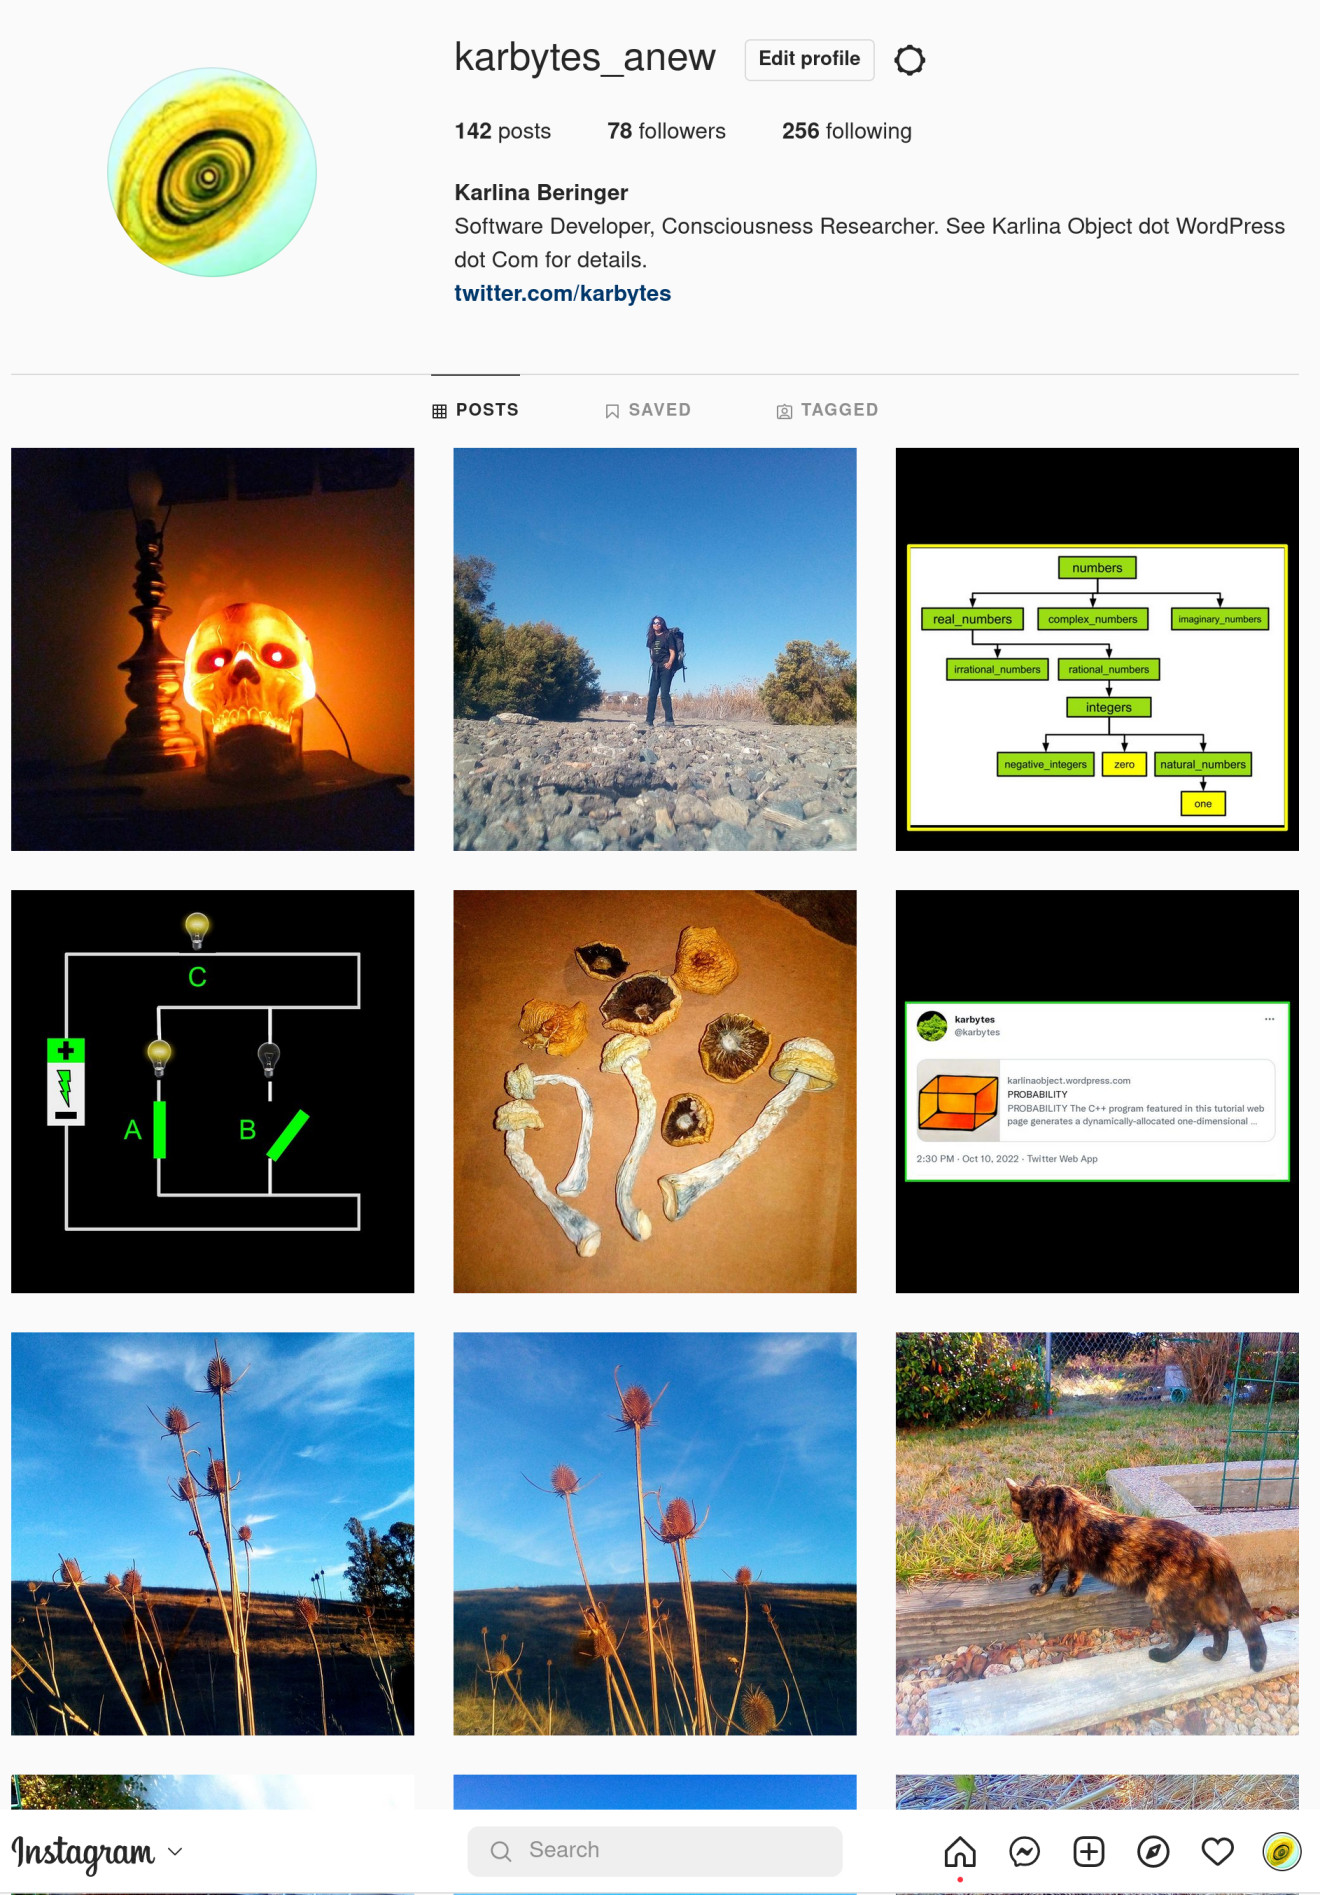 karbytes_anew Edit profile
142 posts 78 followers 256 following
Karlina Beringer
Software Developer, Consciousness Researcher. See Karlina Object dot WordPress
dot Com for details.
twitter.com/karbytes
POSTS SAVED TAGGED
numbers
real_numbers complex_numbers imaginary_numbers
irrational_numbers rational_numbers
integers
negative_integers zero natural_numbers
one
C
A B
karbytes
@karbytes
karlinaobject.wordpress.com
PROBABILITY
PROBABILITY The C++ program featured in this tutorial web
page generates a dynamically-allocated one-dimensional ...
2:30 PM · Oct 10, 2022 · Twitter Web App
Instagram Search